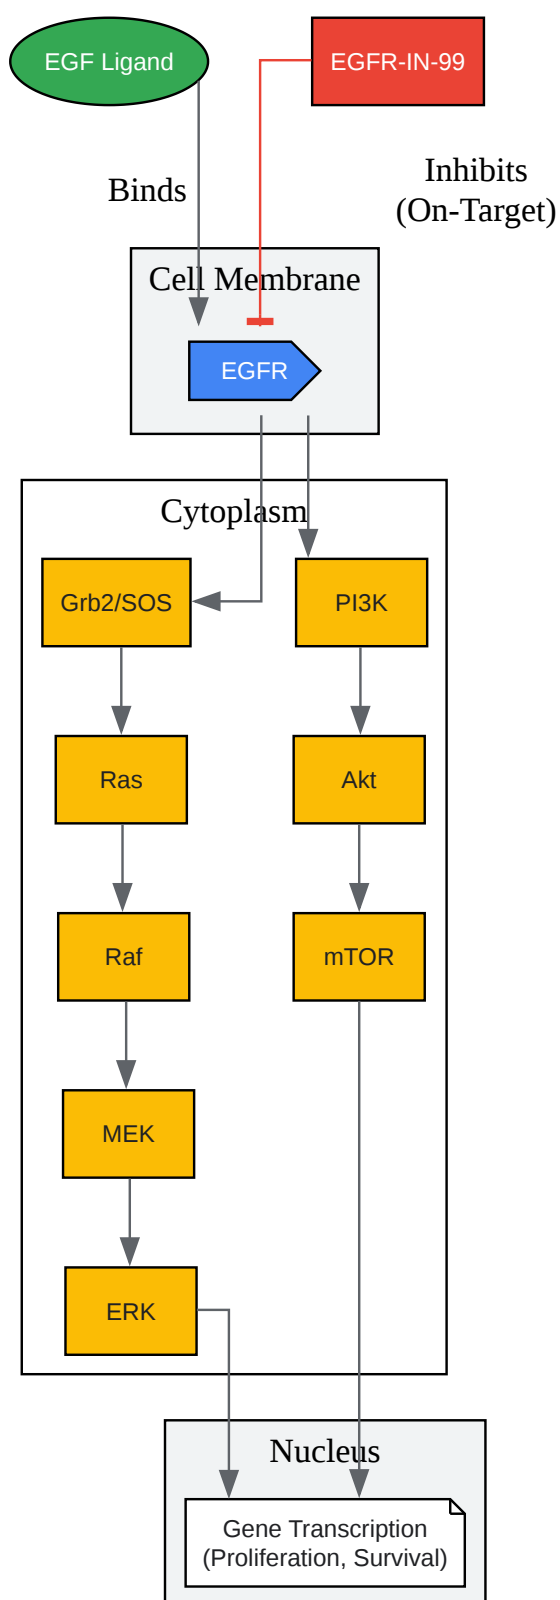 EGF Ligand
EGFR-IN-99
Binds
Inhibits
(On-Target)
Cell Membrane
EGFR
Cytoplasm
Grb2/SOS
PI3K
Ras
Akt
Raf
mTOR
MEK
ERK
Nucleus
Gene Transcription
(Proliferation, Survival)